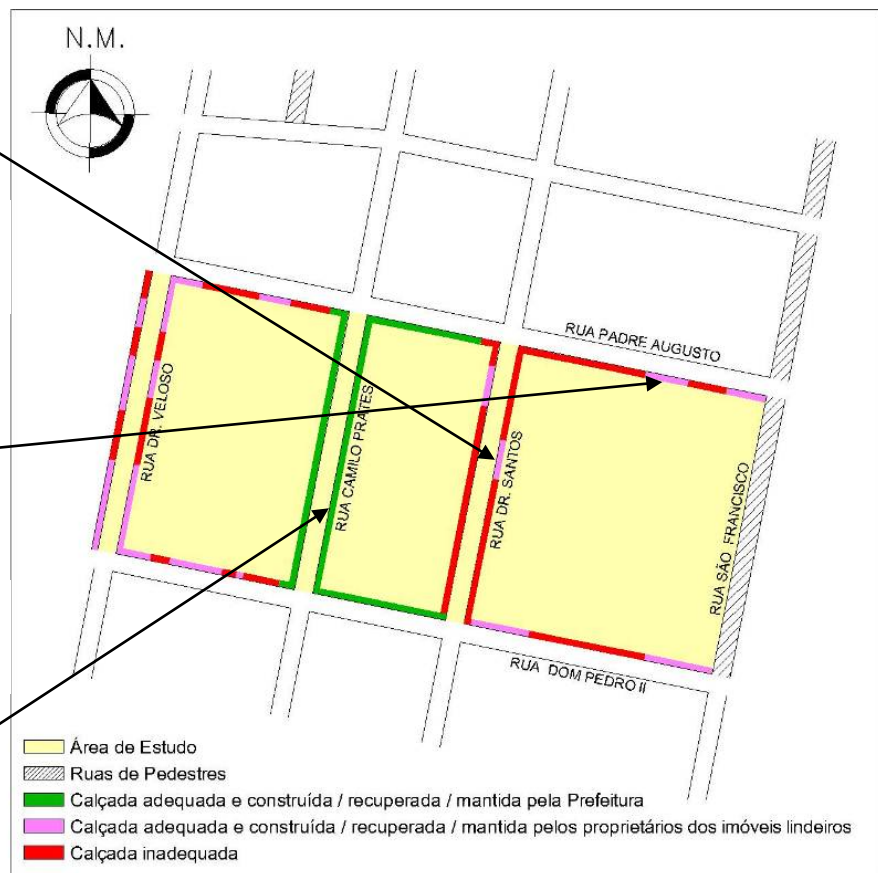 N.M.
RUA PADRE AUGUSTO
RUA DR. VELOSO
RUA CAMILO PRATES
RUA DR. SANTOS
RUA SÃO FRANCISCO
RUA DOM PEDRO II
Área de Estudo
Ruas de Pedestres
Calçada adequada e construída / recuperada / mantida pela Prefeitura
Calçada adequada e construída / recuperada / mantida pelos proprietários dos imóveis lindeiros
Calçada inadequada